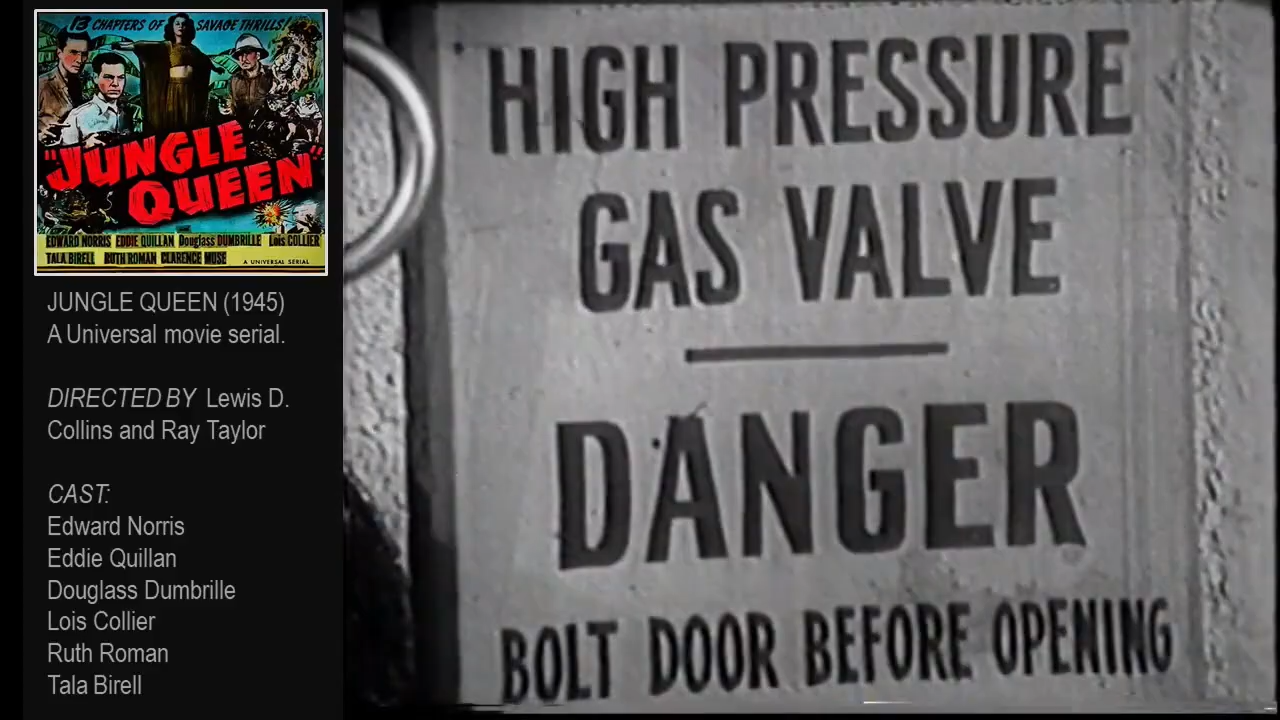 13 CHAPTERS OF SAVAGE THRILLS!
"JUNGLE
QUEEN"
EDWARD NORRIS EDDIE QUILLAN Douglass DUMBRILLE Lois COLLIER
TALA BIRELL RUTH ROMAN CLARENCE MUSE A UNIVERSAL SERIAL
JUNGLE QUEEN (1945)
A Universal movie serial.
DIRECTED BY Lewis D.
Collins and Ray Taylor
CAST:
Edward Norris
Eddie Quillan
Douglass Dumbrille
Lois Collier
Ruth Roman
Tala Birell
HIGH PRESSURE
GAS VALVE
DANGER
BOLT DOOR BEFORE OPENING